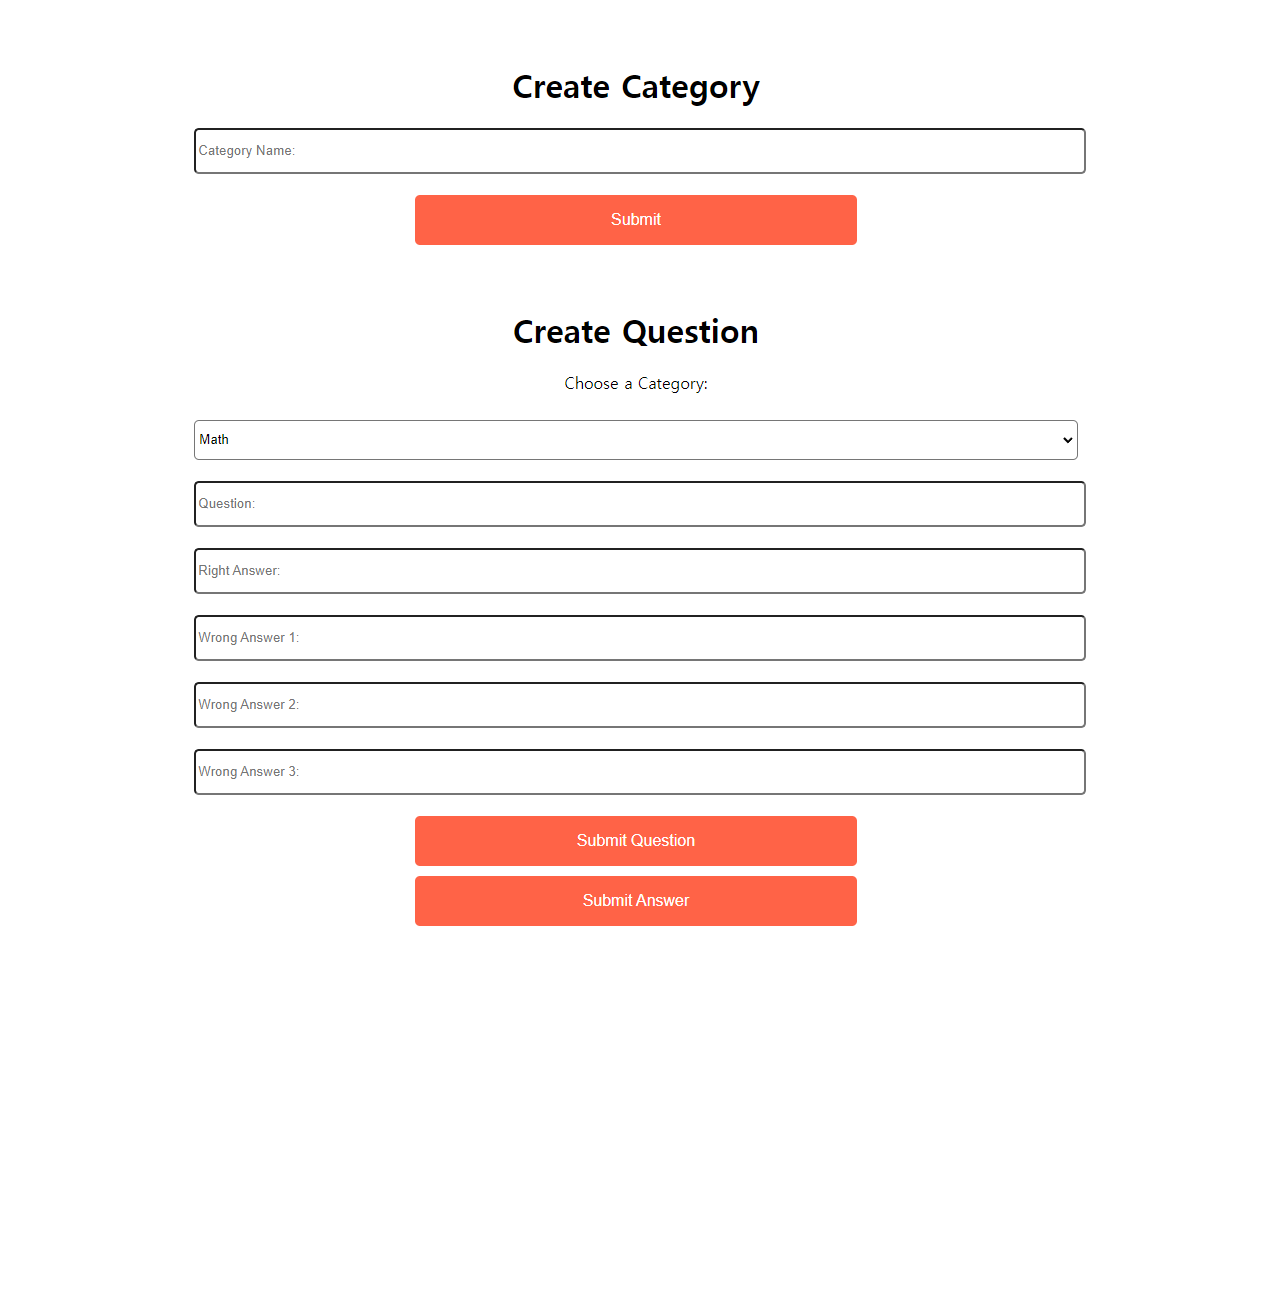 Create Category
Category Name:
Submit
Create Question
Choose a Category:
Math
Question:
Right Answer:
Wrong Answer 1:
Wrong Answer 2:
Wrong Answer 3:
Submit Question
Submit Answer